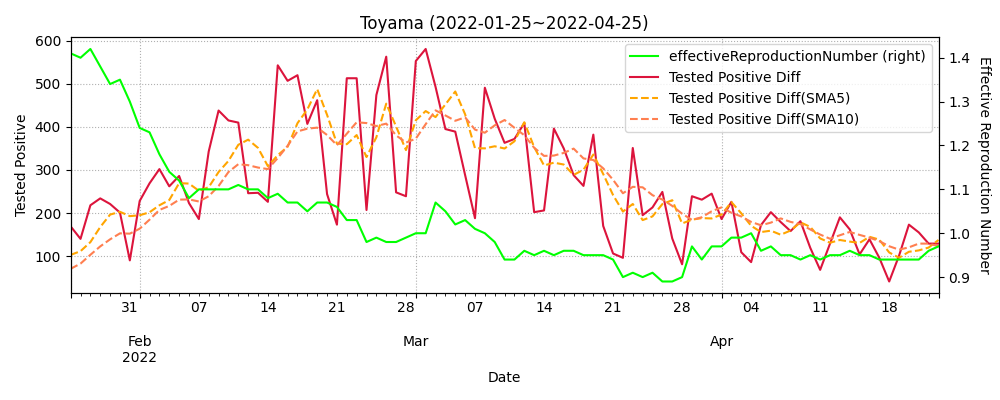 Toyama (2022-01-25~2022-04-25)
effectiveReproductionNumber (right)
Tested Positive Diff
Tested Positive Diff(SMA5)
Tested Positive Diff(SMA10)
Tested Positive
600
500
400
300
200
100
1.4
1.3
1.2
1.1
1.0
0.9
Effective Reproduction Number
31 07 14 21 28 07 14 21 28 04 11 18
Feb Mar Apr
2022
Date